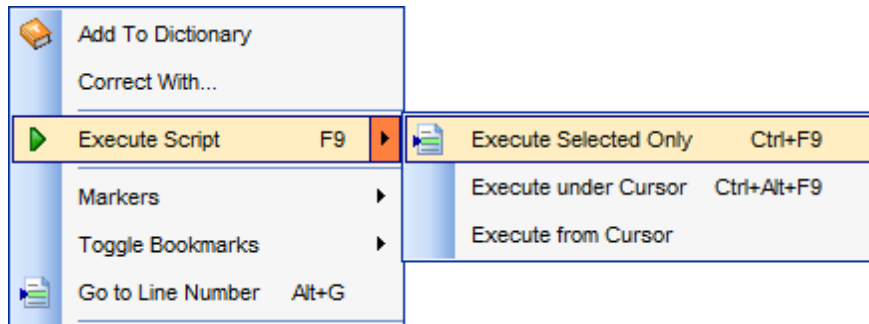 Add To Dictionary
Correct With...
Execute Script F9
Markers
Toggle Bookmarks
Go to Line Number Alt+G
Execute Selected Only Ctrl+F9
Execute under Cursor Ctrl+Alt+F9
Execute from Cursor